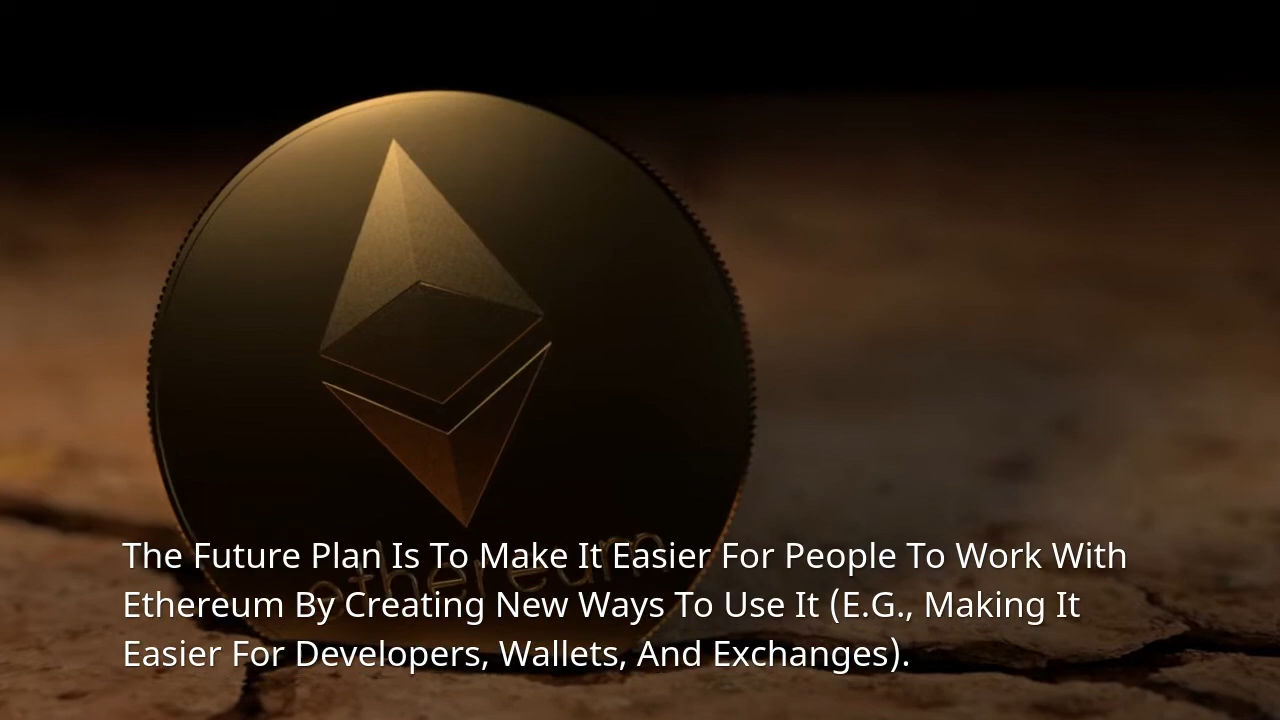 ethereum
The Future Plan Is To Make It Easier For People To Work With
Ethereum By Creating New Ways To Use It (E.G., Making It
Easier For Developers, Wallets, And Exchanges).